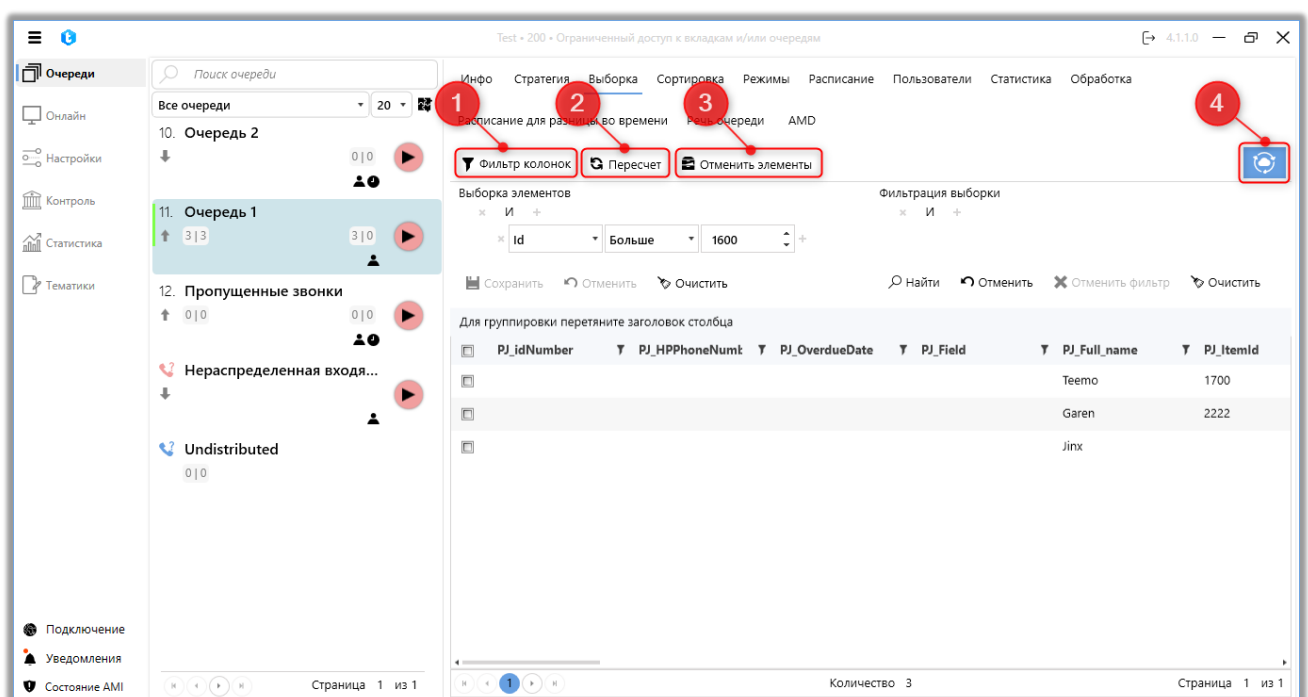 Test • 200 • Ограниченный доступ к вкладкам и/или очередям 4.1.1.0
Очереди
Онлайн
Настройки
Контроль
Статистика
Тематики
Подключение
Уведомления
Состояние AMI
Поиск очереди
Все очереди 20
10. Очередь 2
0|0
11. Очередь 1
3|3 3|0
12. Пропущенные звонки
0|0 0|0
Нераспределенная входя...
Undistributed
0|0
Страница 1 из 1
Инфо Стратегия Выборка Сортировка Режимы Расписание Пользователи Статистика Обработка
1 2 3 4
Расписание для разницы во времени Речь очереди AMD
Фильтр колонок Пересчет Отменить элементы
Выборка элементов Фильтрация выборки
И И
Id Больше 1600
Сохранить Отменить Очистить Найти Отменить Отменить фильтр Очистить
Для группировки перетяните заголовок столбца
PJ_idNumber PJ_HPPhoneNum PJ_OverdueDate PJ_Field PJ_Full_name PJ_ItemId
Teemo 1700
Garen 2222
Jinx
1 Количество 3 Страница 1 из 1